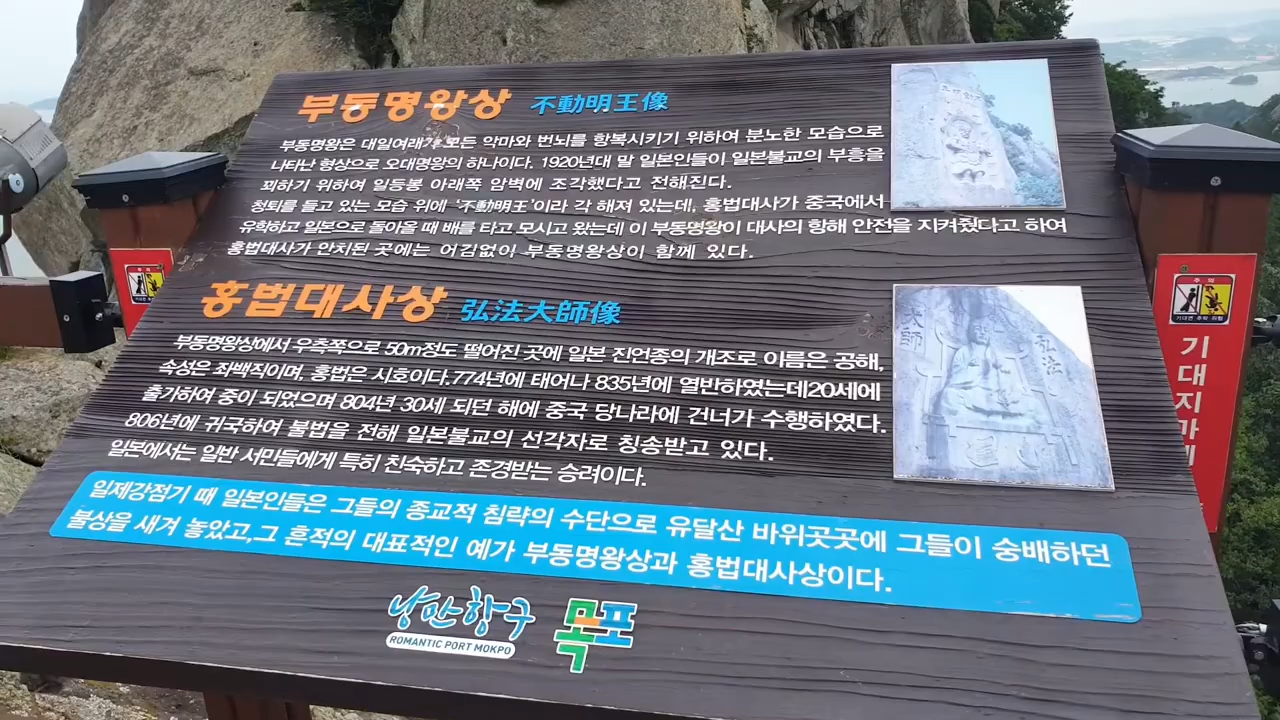 부동명왕상 不動明王像
부동명왕은 대일여래가 모든 악마와 번뇌를 항복시키기 위하여 분노한 모습으로
나타난 형상으로 오대명왕의 하나이다. 1920년대 말 일본인들이 일본불교의 부흥을
꾀하기 위하여 일등봉 아래쪽 암벽에 조각했다고 전해진다.
청퇴를 들고 있는 모습 위에 '不動明王'이라 각 해져 있는데, 홍법대사가 중국에서
유학하고 일본으로 돌아올 때 배를 타고 모시고 왔는데 이 부동명왕이 대사의 항해 안전을 지켜줬다고 하여
홍법대사가 안치된 곳에는 어김없이 부동명왕상이 함께 있다.
홍법대사상 弘法大師像
부동명왕상에서 우측쪽으로 50m정도 떨어진 곳에 일본 진언종의 개조로 이름은 공해,
속성은 좌백직이며, 홍법은 시호이다.774년에 태어나 835년에 열반하였는데20세에
출가하여 중이 되었으며 804년 30세 되던 해에 중국 당나라에 건너가 수행하였다.
806년에 귀국하여 불법을 전해 일본불교의 선각자로 칭송받고 있다.
일본에서는 일반 서민들에게 특히 친숙하고 존경받는 승려이다.
일제강점기 때 일본인들은 그들의 종교적 침략의 수단으로 유달산 바위곳곳에 그들이 숭배하던
불상을 새겨 놓았고,그 흔적의 대표적인 예가 부동명왕상과 홍법대사상이다.
낭만항구
ROMANTIC PORT MOKPO
목포
大師
弘法
주의
기대면 추락 위험
기대지마